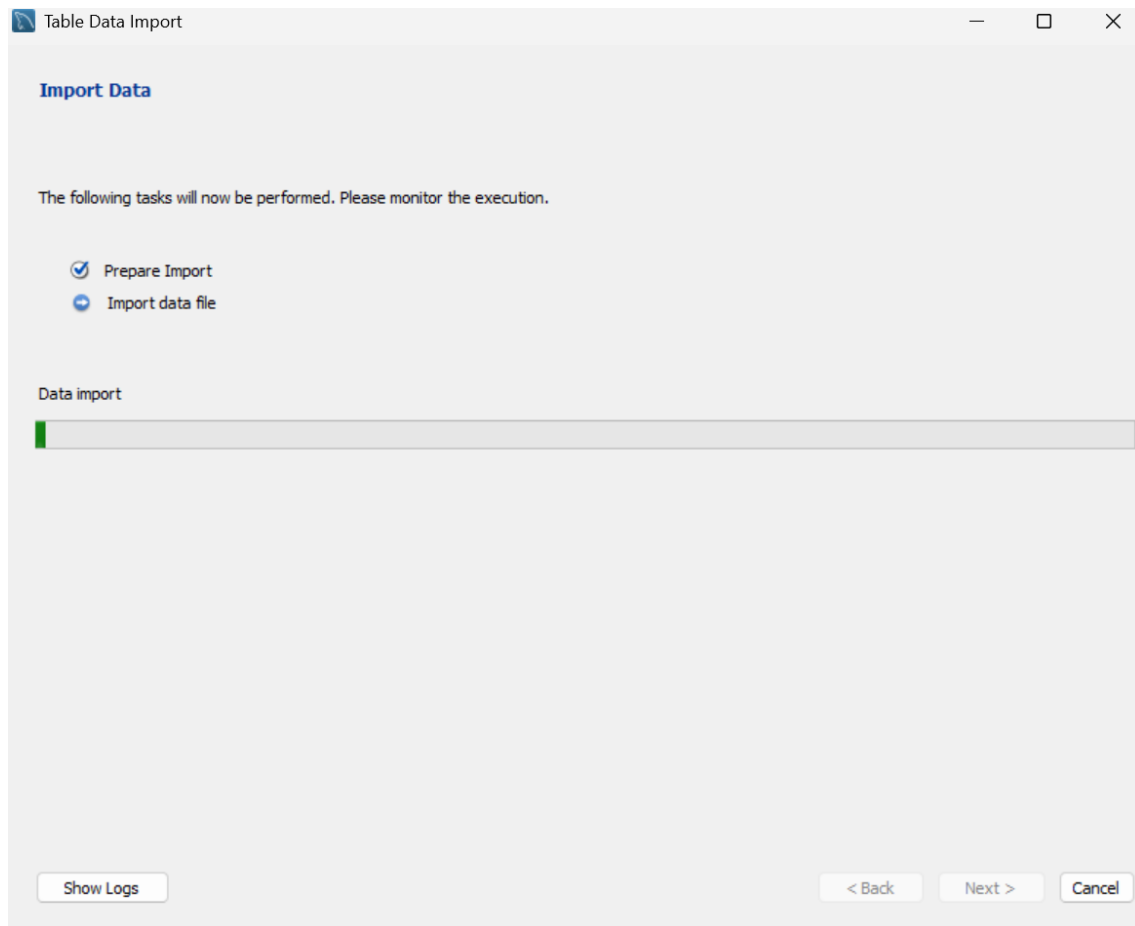 Table Data Import
Import Data
The following tasks will now be performed. Please monitor the execution.
Prepare Import
Import data file
Data import
Show Logs
< Back
Next >
Cancel